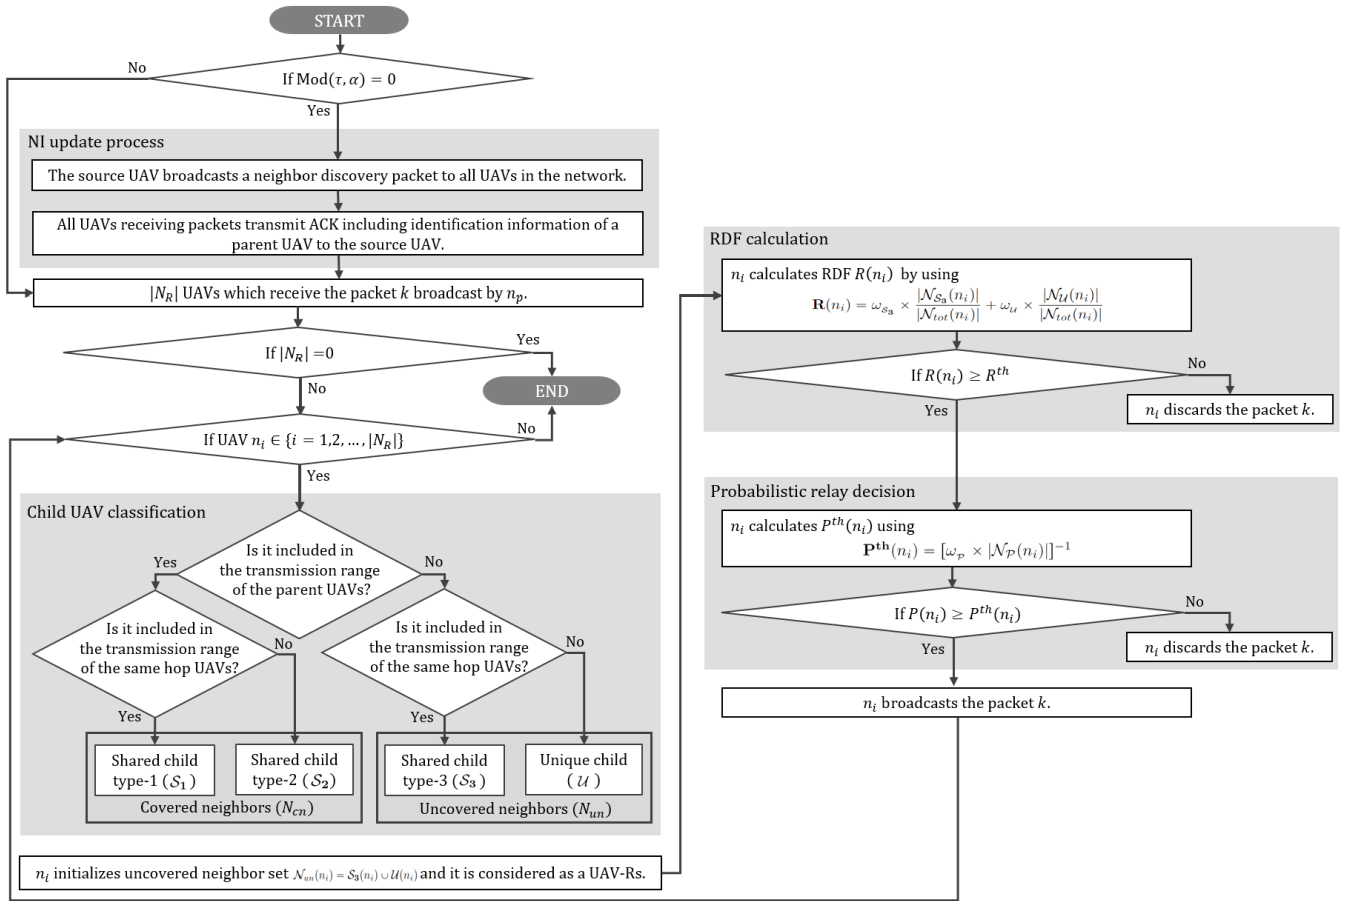 START
If Mod(τ, α) = 0
No
Yes
NI update process
The source UAV broadcasts a neighbor discovery packet to all UAVs in the network.
All UAVs receiving packets transmit ACK including identification information of a
parent UAV to the source UAV.
|N_R| UAVs which receive the packet k broadcast by n_p.
If |N_R| =0
Yes
No
END
If UAV n_i ∈ {i = 1,2, ..., |N_R|}
No
Yes
Child UAV classification
Is it included in
the transmission range
of the parent UAVs?
Yes
No
Is it included in
the transmission range
of the same hop UAVs?
No
Yes
Is it included in
the transmission range
of the same hop UAVs?
No
Yes
Shared child
type-1 (𝒮_1)
Shared child
type-2 (𝒮_2)
Covered neighbors (N_cn)
Shared child
type-3 (𝒮_3)
Unique child
( 𝒰 )
Uncovered neighbors (N_un)
n_i initializes uncovered neighbor set 𝒩_un(n_i) = 𝒮_3(n_i) ∪ 𝒰(n_i) and it is considered as a UAV-Rs.
RDF calculation
n_i calculates RDF R(n_i) by using
R(n_i) = ω_𝒮_3 × |𝒩_𝒮_3(n_i)| / |𝒩_tot(n_i)| + ω_𝒰 × |𝒩_𝒰(n_i)| / |𝒩_tot(n_i)|
If R(n_i) ≥ R^th
No
Yes
n_i discards the packet k.
Probabilistic relay decision
n_i calculates P^th(n_i) using
P^th(n_i) = [ω_𝒫 × |𝒩_𝒫(n_i)|]^−1
If P(n_i) ≥ P^th(n_i)
No
Yes
n_i discards the packet k.
n_i broadcasts the packet k.